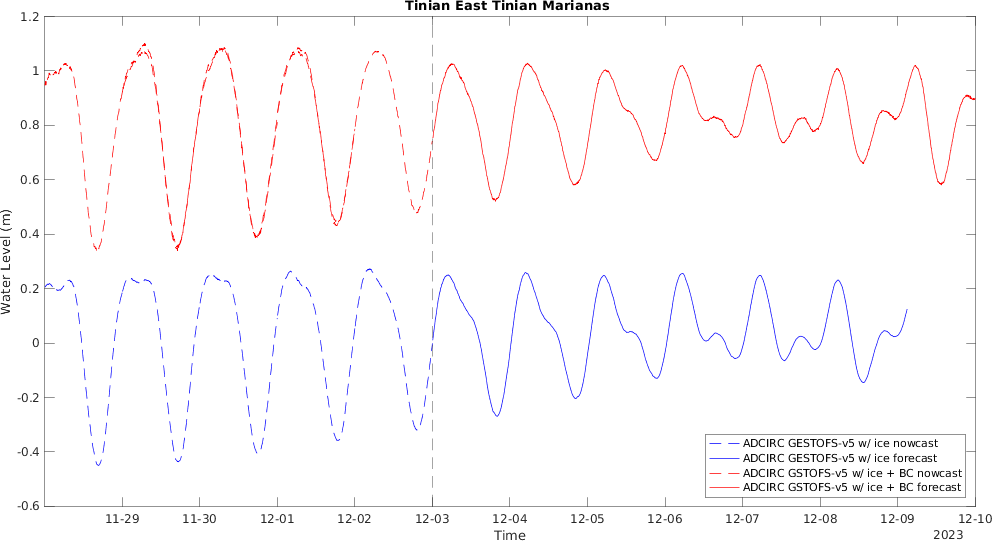 Tinian East Tinian Marianas
1.2
1
0.8
0.6
0.4
0.2
0
-0.2
-0.4
-0.6
Water Level (m)
ADCIRC GESTOFS-v5 w/ ice nowcast
ADCIRC GESTOFS-v5 w/ ice forecast
ADCIRC GSTOFS-v5 w/ ice + BC nowcast
ADCIRC GSTOFS-v5 w/ ice + BC forecast
11-29 11-30 12-01 12-02 12-03 12-04 12-05 12-06 12-07 12-08 12-09 12-10
Time
2023